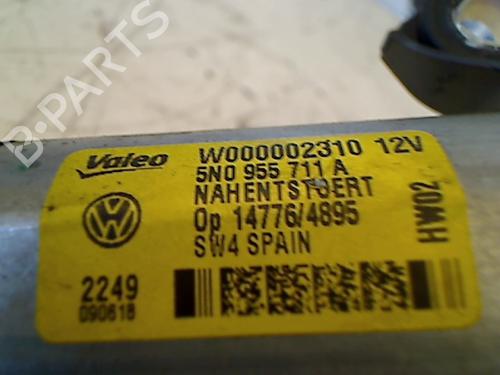 B-PARTS
Valeo W000002310 12V
5N0 955 711 A
NAHENTSTOERT
Op 14776/4895
SW4 SPAIN
HW02
2249
090618